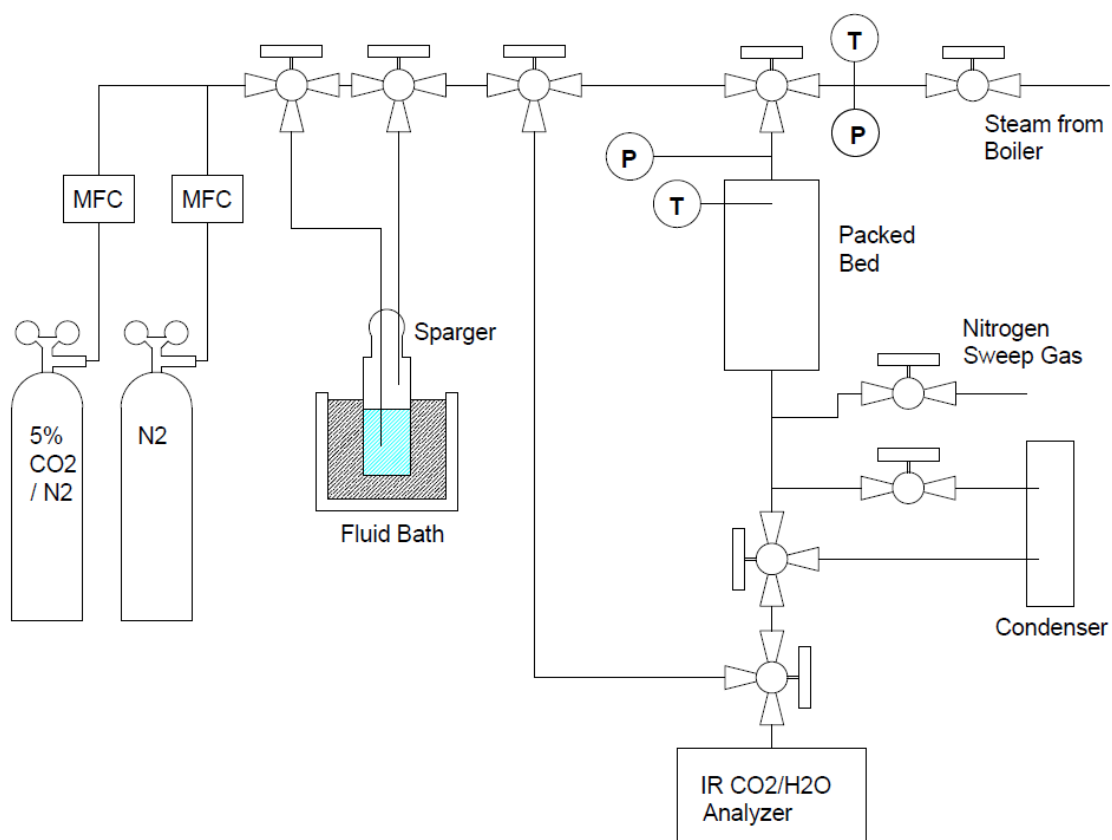 T
P
Steam from
Boiler
P
T
MFC
MFC
Packed
Bed
Sparger
Nitrogen
Sweep Gas
5%
CO2
/ N2
N2
Fluid Bath
Condenser
IR CO2/H2O
Analyzer